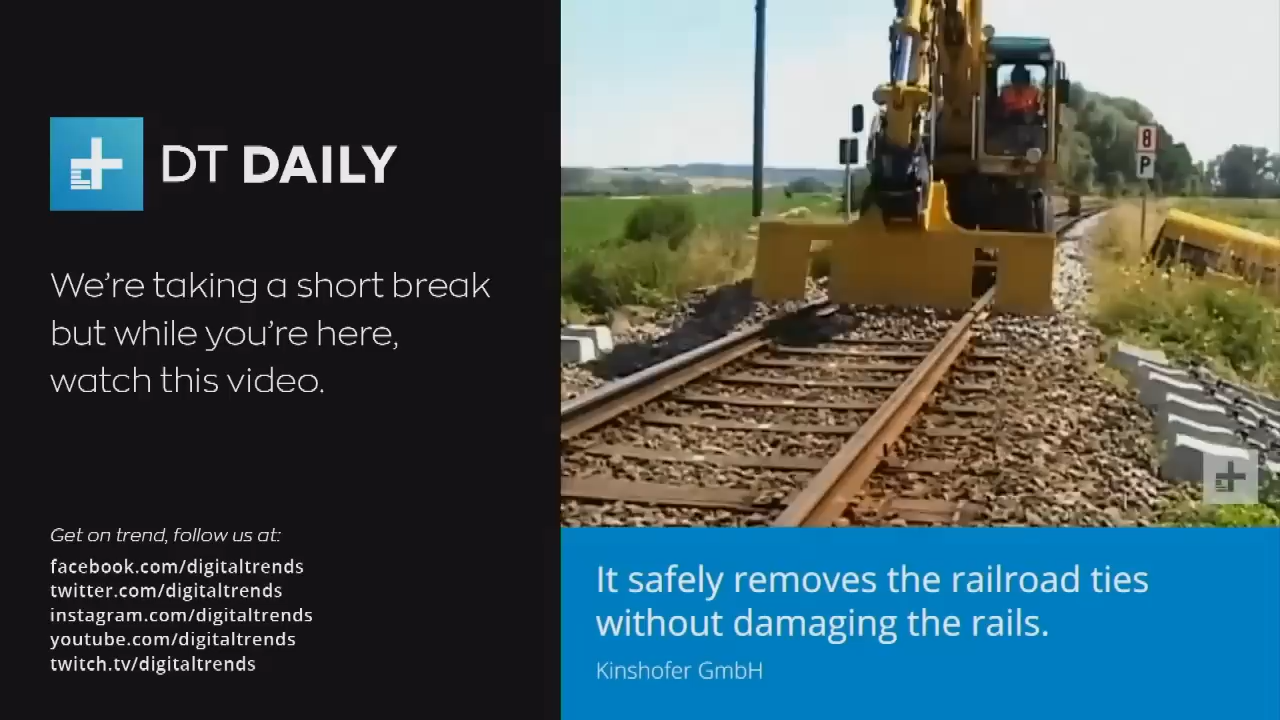 DT DAILY
We're taking a short break
but while you're here,
watch this video.
Get on trend, follow us at:
facebook.com/digitaltrends
twitter.com/digitaltrends
instagram.com/digitaltrends
youtube.com/digitaltrends
twitch.tv/digitaltrends
8
P
It safely removes the railroad ties
without damaging the rails.
Kinshofer GmbH